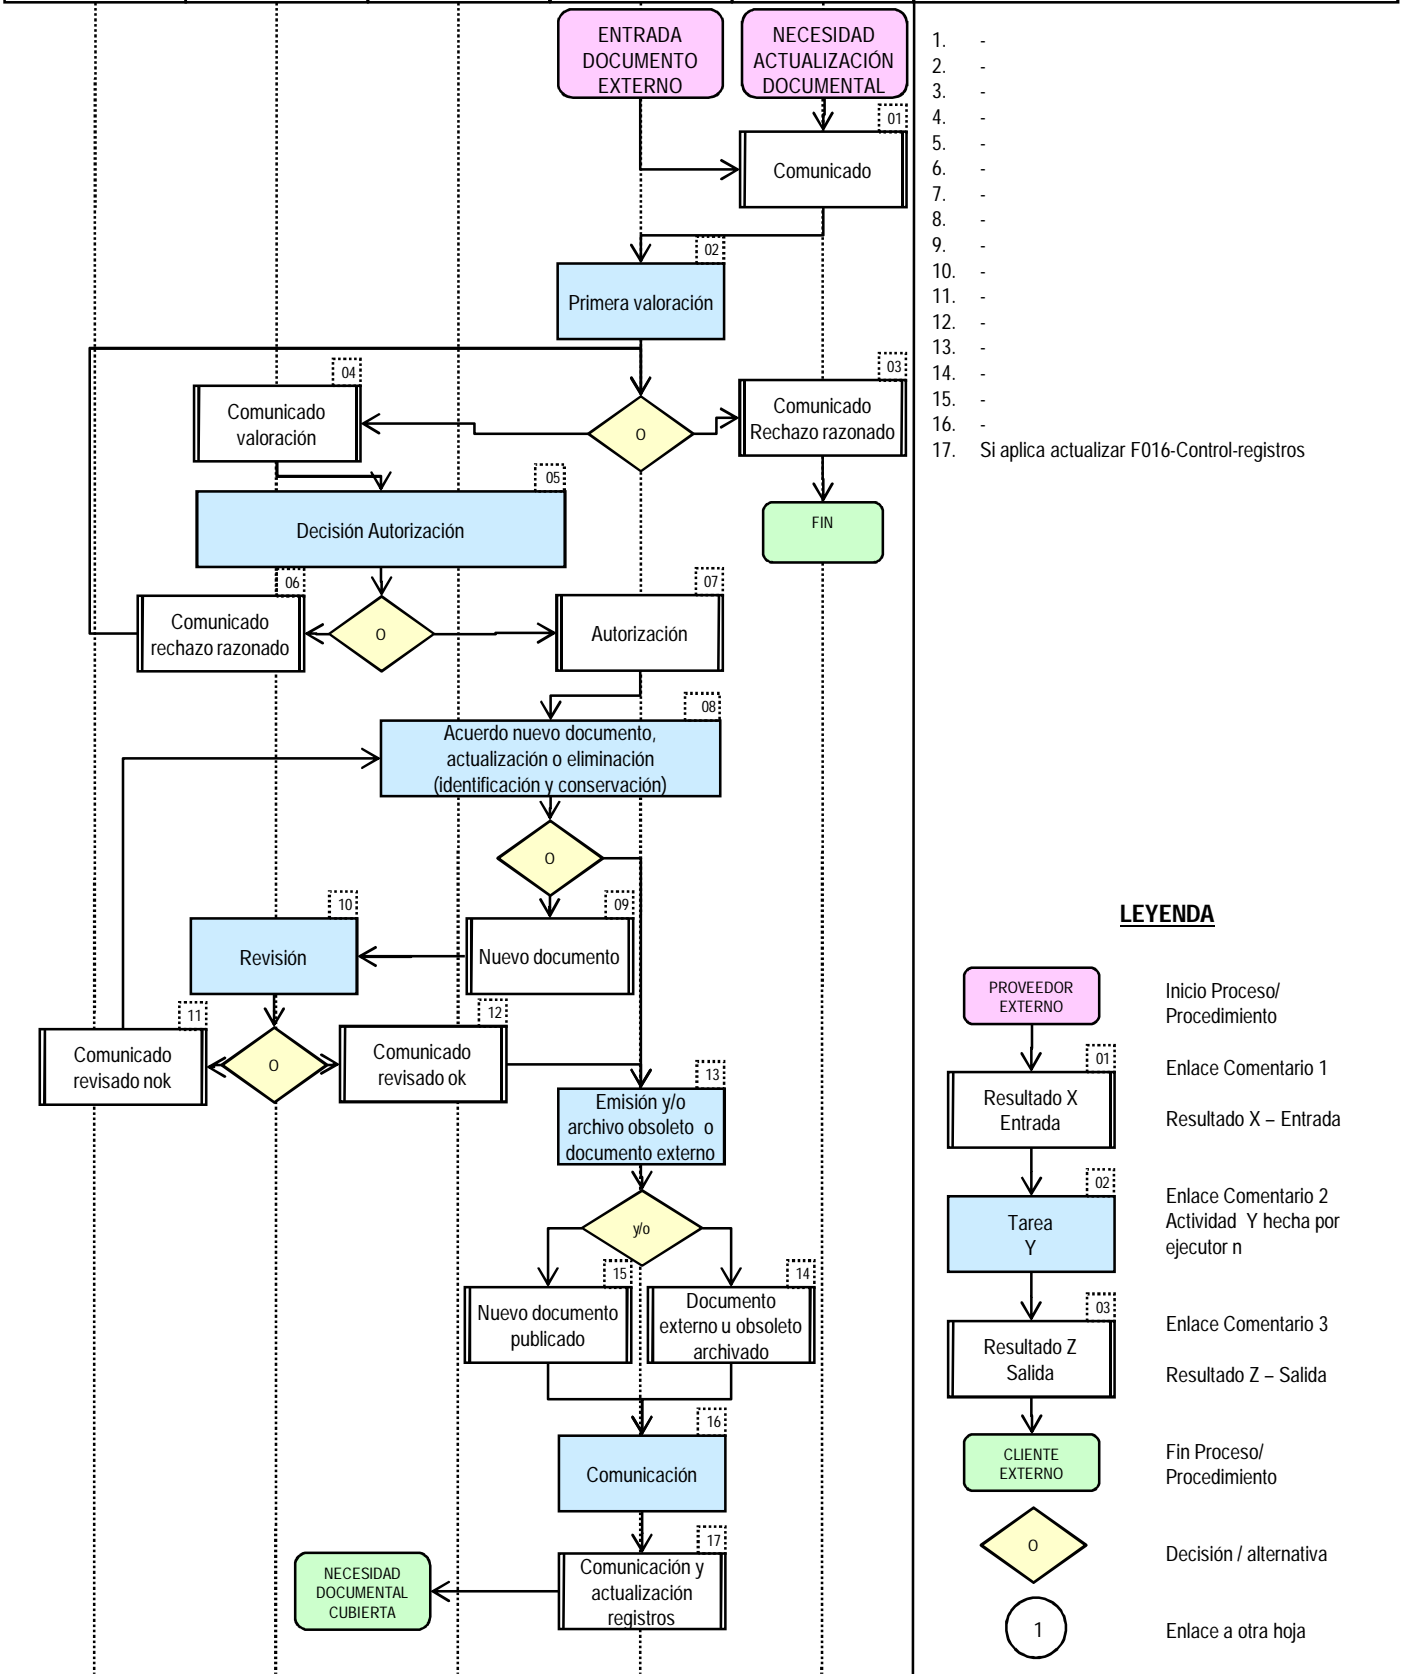 ENTRADA
DOCUMENTO
EXTERNO
NECESIDAD
ACTUALIZACIÓN
DOCUMENTAL
01
Comunicado
02
Primera valoración
03
Comunicado
Rechazo razonado
04
Comunicado
valoración
O
FIN
05
Decisión Autorización
06
Comunicado
rechazo razonado
O
07
Autorización
08
Acuerdo nuevo documento,
actualización o eliminación
(identificación y conservación)
O
09
Nuevo documento
10
Revisión
11
Comunicado
revisado nok
O
12
Comunicado
revisado ok
13
Emisión y/o
archivo obsoleto o
documento externo
y/o
15
Nuevo documento
publicado
14
Documento
externo u obsoleto
archivado
16
Comunicación
17
Comunicación y
actualización
registros
NECESIDAD
DOCUMENTAL
CUBIERTA
1. -
2. -
3. -
4. -
5. -
6. -
7. -
8. -
9. -
10. -
11. -
12. -
13. -
14. -
15. -
16. -
17. Si aplica actualizar F016-Control-registros
LEYENDA
PROVEEDOR
EXTERNO
Inicio Proceso/
Procedimiento
01
Enlace Comentario 1
Resultado X
Entrada
Resultado X – Entrada
02
Enlace Comentario 2
Tarea
Y
Actividad Y hecha por
ejecutor n
03
Enlace Comentario 3
Resultado Z
Salida
Resultado Z – Salida
CLIENTE
EXTERNO
Fin Proceso/
Procedimiento
O
Decisión / alternativa
1
Enlace a otra hoja